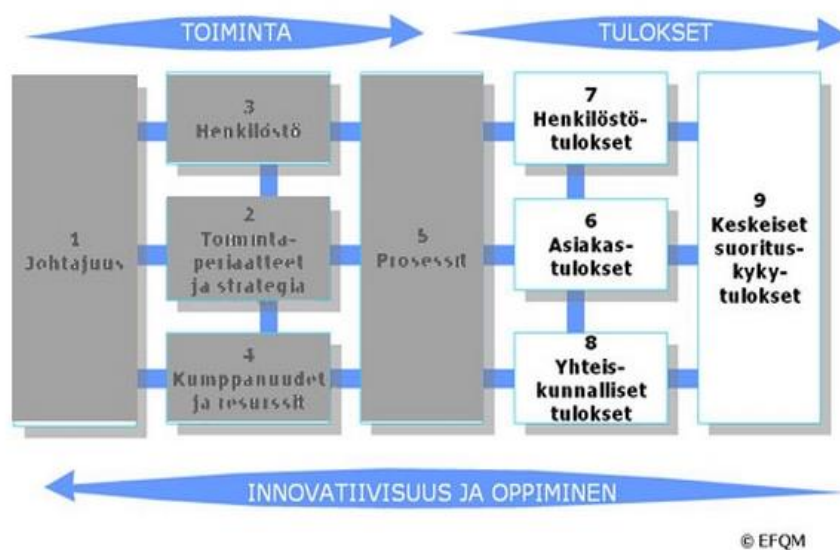 TOIMINTA
TULOKSET
1
Johtajuus
3
Henkilöstö
2
Toiminta-
periaatteet
ja strategia
4
Kumppanuudet
ja resurssit
5
Prosessit
7
Henkilöstö-
tulokset
6
Asiakas-
tulokset
8
Yhteis-
kunnalliset
tulokset
9
Keskeiset
suoritus-
kyky-
tulokset
INNOVATIIVISUUS JA OPPIMINEN
© EFQM